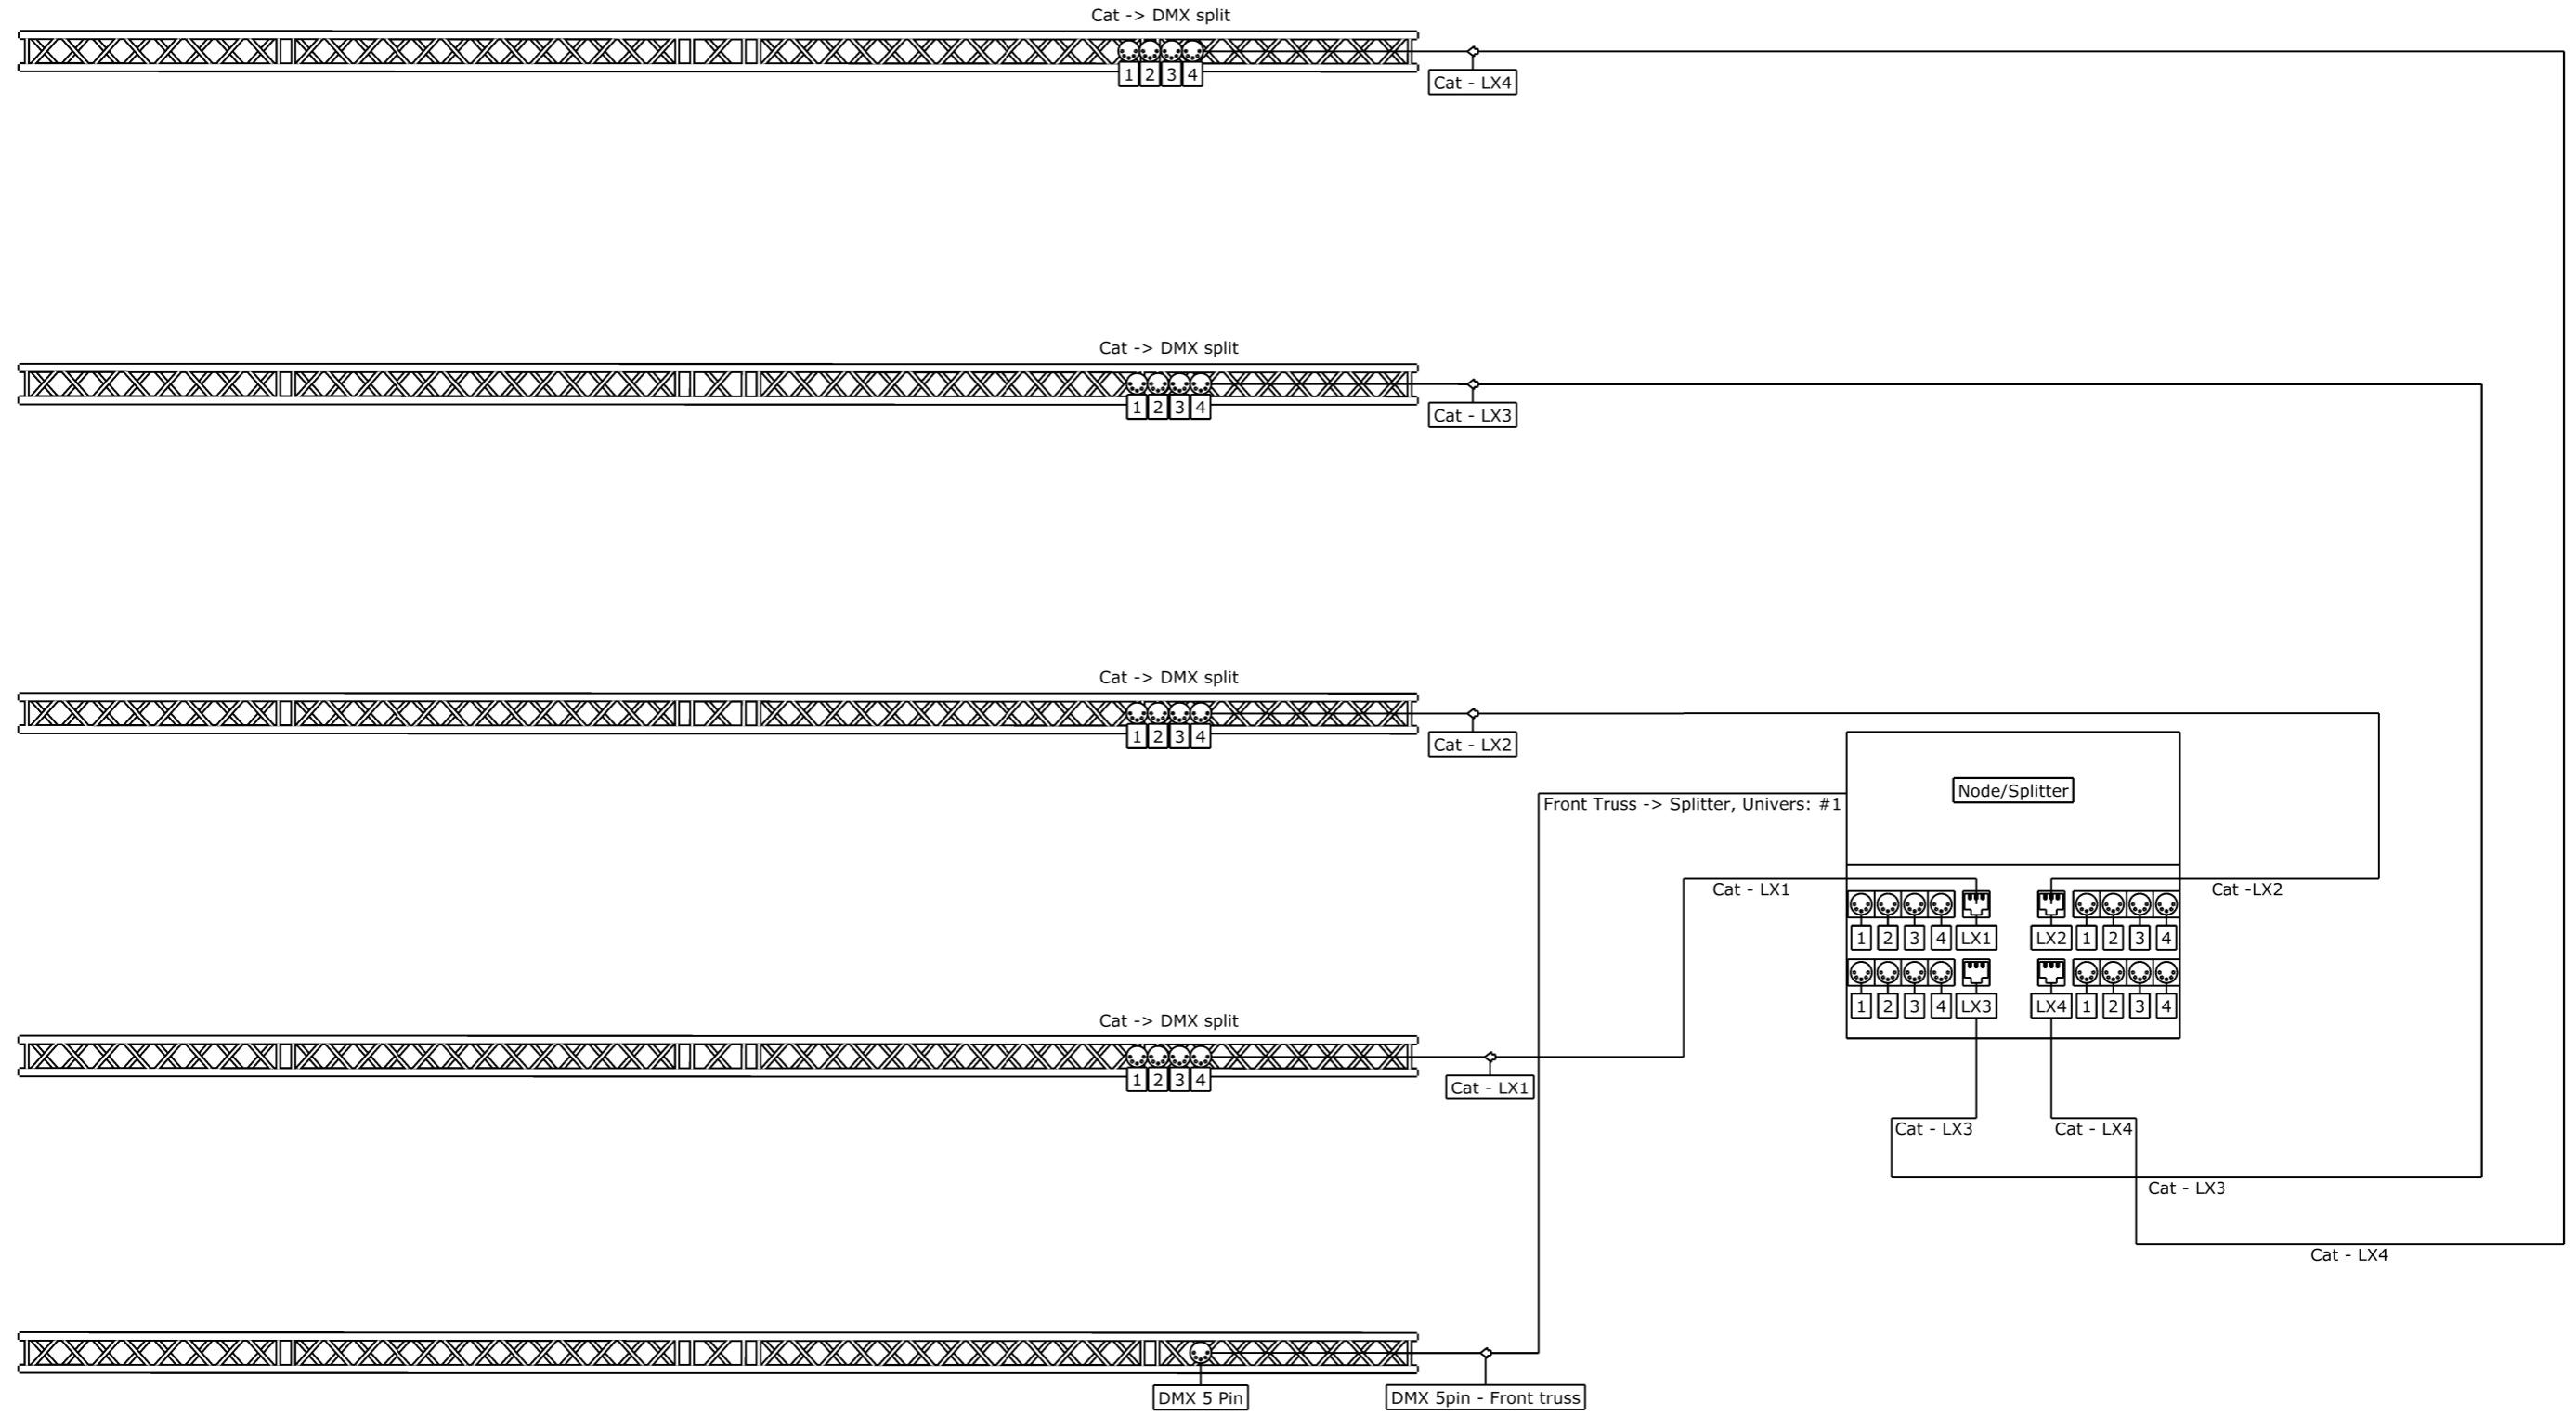 Cat -> DMX split
1 2 3 4
Cat - LX4
Cat -> DMX split
1 2 3 4
Cat - LX3
Cat -> DMX split
1 2 3 4
Cat - LX2
Node/Splitter
Front Truss -> Splitter, Univers: #1
Cat - LX1
Cat -LX2
1 2 3 4 LX1 LX2 1 2 3 4
1 2 3 4 LX3 LX4 1 2 3 4
Cat -> DMX split
1 2 3 4
Cat - LX1
Cat - LX3
Cat - LX4
Cat - LX3
Cat - LX4
DMX 5 Pin
DMX 5pin - Front truss